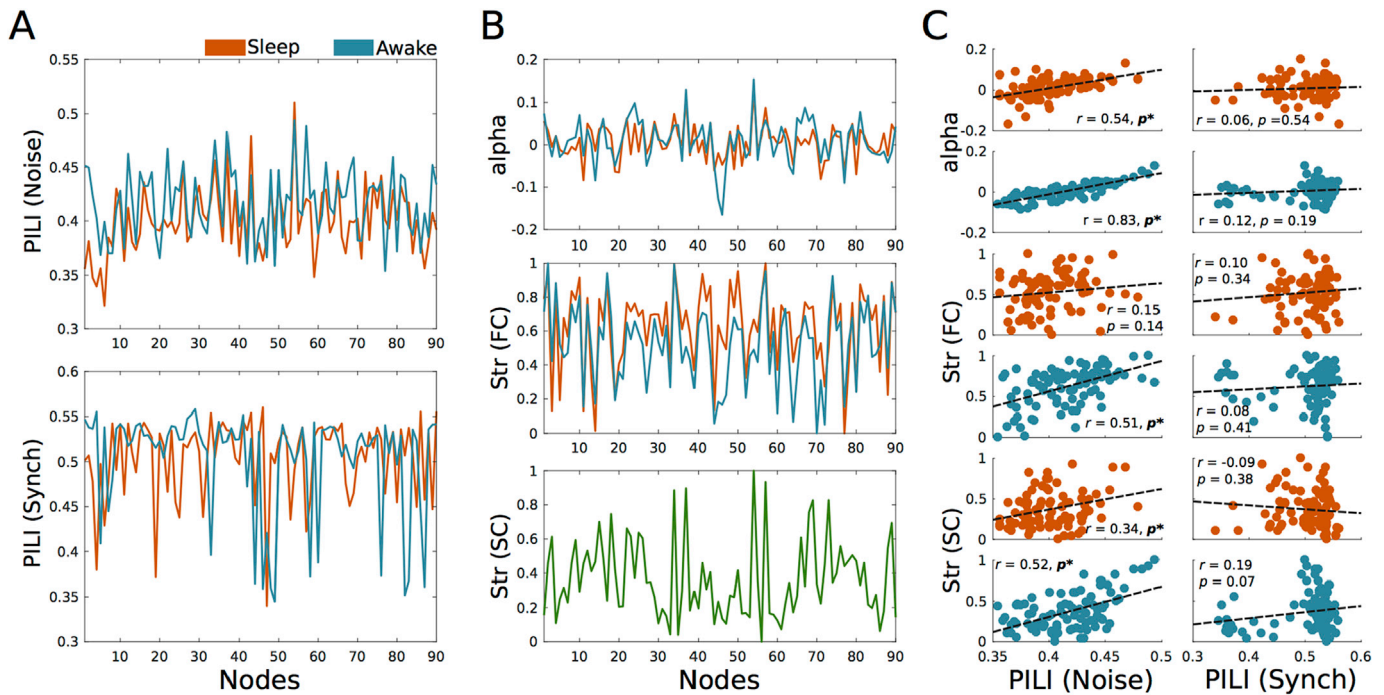 A
Sleep
Awake
0.55
0.5
0.45
0.4
0.35
0.3
PILI (Noise)
10 20 30 40 50 60 70 80 90
0.6
0.55
0.5
0.45
0.4
0.35
0.3
PILI (Synch)
10 20 30 40 50 60 70 80 90
Nodes
B
0.2
0.1
0
-0.1
-0.2
alpha
10 20 30 40 50 60 70 80 90
1
0.8
0.6
0.4
0.2
0
Str (FC)
10 20 30 40 50 60 70 80 90
1
0.8
0.6
0.4
0.2
0
Str (SC)
10 20 30 40 50 60 70 80 90
Nodes
C
alpha
0.2
0
-0.2
r = 0.54, p*
r = 0.06, p =0.54
0.2
0
-0.2
r = 0.83, p*
r = 0.12, p = 0.19
Str (FC)
1
0.5
0
r = 0.15
p = 0.14
r = 0.10
p = 0.34
1
0.5
0
r = 0.51, p*
r = 0.08
p = 0.41
Str (SC)
1
0.5
0
r = 0.34, p*
r = -0.09
p = 0.38
1
0.5
0
r = 0.52, p*
r = 0.19
p = 0.07
0.35 0.4 0.45 0.5
0.3 0.4 0.5 0.6
PILI (Noise)
PILI (Synch)